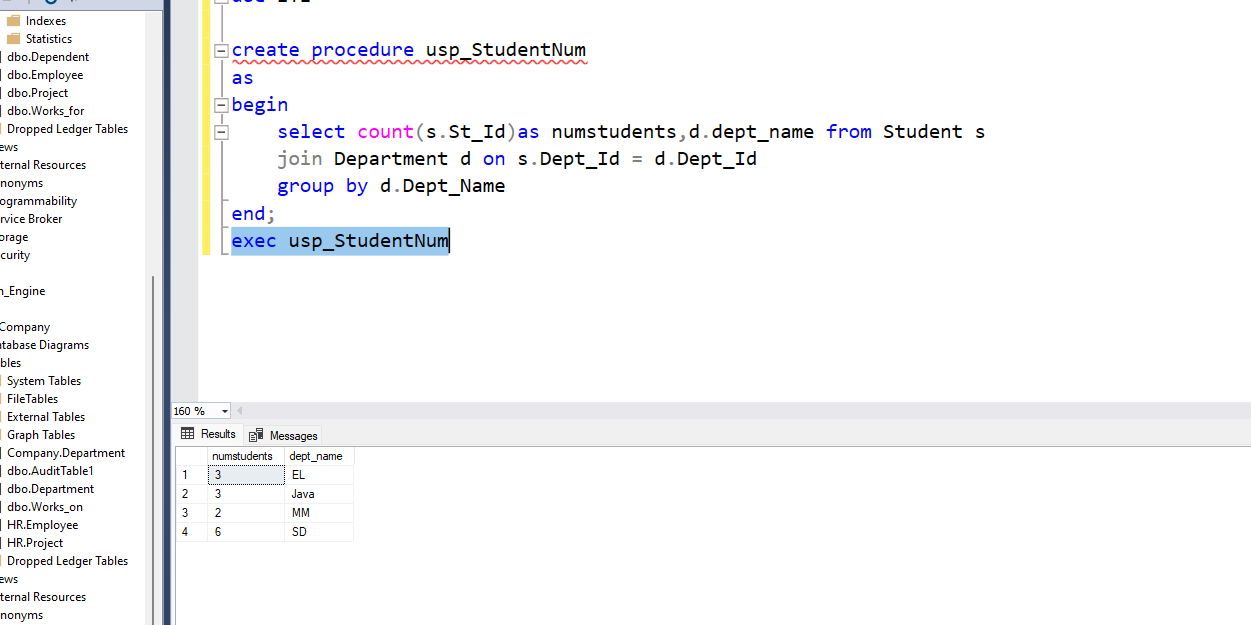 Indexes
Statistics
dbo.Dependent
dbo.Employee
dbo.Project
dbo.Works_for
Dropped Ledger Tables
ews
ternal Resources
nonyms
ogrammability
rvice Broker
orage
curity
n_Engine
Company
atabase Diagrams
bles
System Tables
FileTables
External Tables
Graph Tables
Company.Department
dbo.AuditTable1
dbo.Department
dbo.Works_on
HR.Employee
HR.Project
Dropped Ledger Tables
ews
ternal Resources
nonyms
create procedure usp_StudentNum
as
begin
select count(s.St_Id)as numstudents,d.dept_name from Student s
join Department d on s.Dept_Id = d.Dept_Id
group by d.Dept_Name
end;
exec usp_StudentNum
160 %
Results Messages
numstudents dept_name
1 3 EL
2 3 Java
3 2 MM
4 6 SD